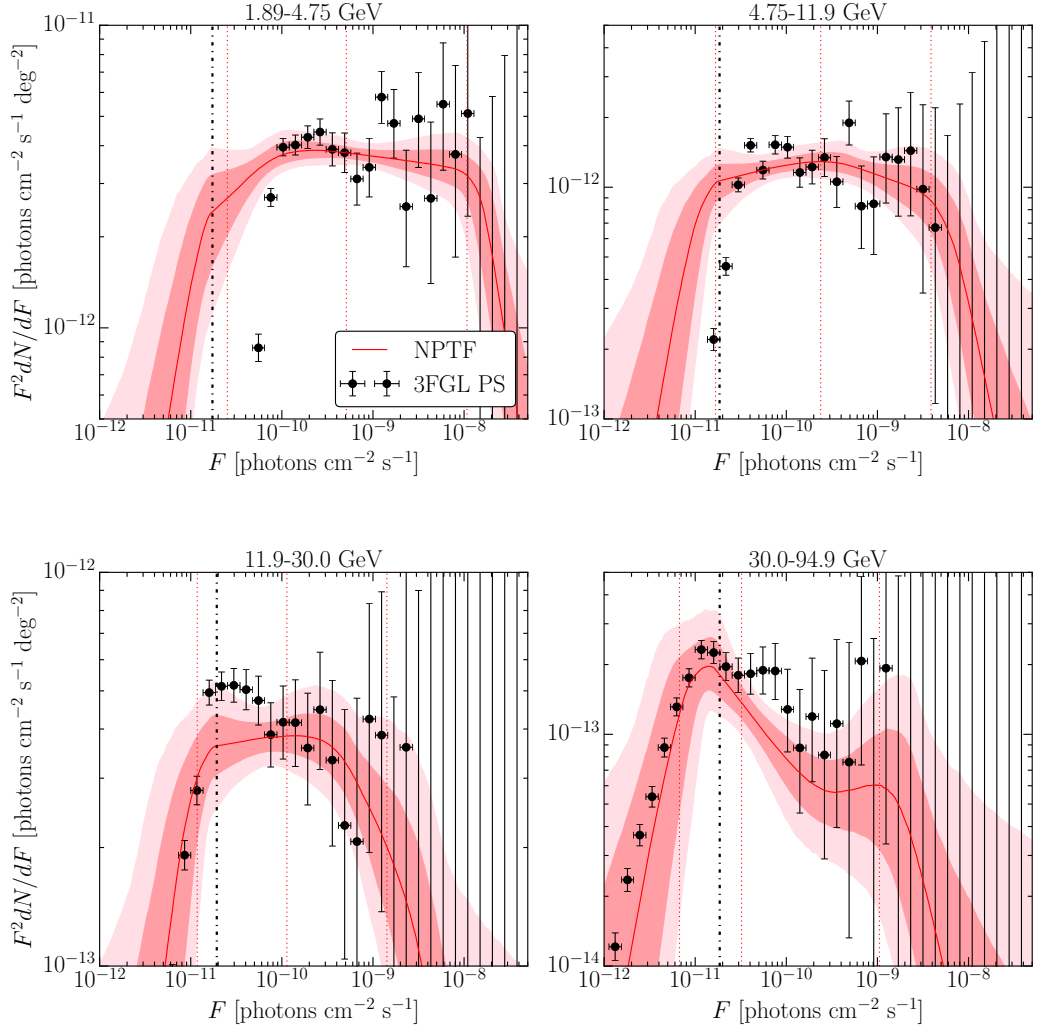 1.89-4.75 GeV
4.75-11.9 GeV
10⁻¹¹
10⁻¹²
F²dN/dF [photons cm⁻² s⁻¹ deg⁻²]
NPTF
3FGL PS
10⁻¹² 10⁻¹¹ 10⁻¹⁰ 10⁻⁹ 10⁻⁸
F [photons cm⁻² s⁻¹]
10⁻¹²
10⁻¹³
10⁻¹² 10⁻¹¹ 10⁻¹⁰ 10⁻⁹ 10⁻⁸
F [photons cm⁻² s⁻¹]
11.9-30.0 GeV
30.0-94.9 GeV
10⁻¹²
10⁻¹³
F²dN/dF [photons cm⁻² s⁻¹ deg⁻²]
10⁻¹² 10⁻¹¹ 10⁻¹⁰ 10⁻⁹ 10⁻⁸
F [photons cm⁻² s⁻¹]
10⁻¹³
10⁻¹⁴
10⁻¹² 10⁻¹¹ 10⁻¹⁰ 10⁻⁹ 10⁻⁸
F [photons cm⁻² s⁻¹]